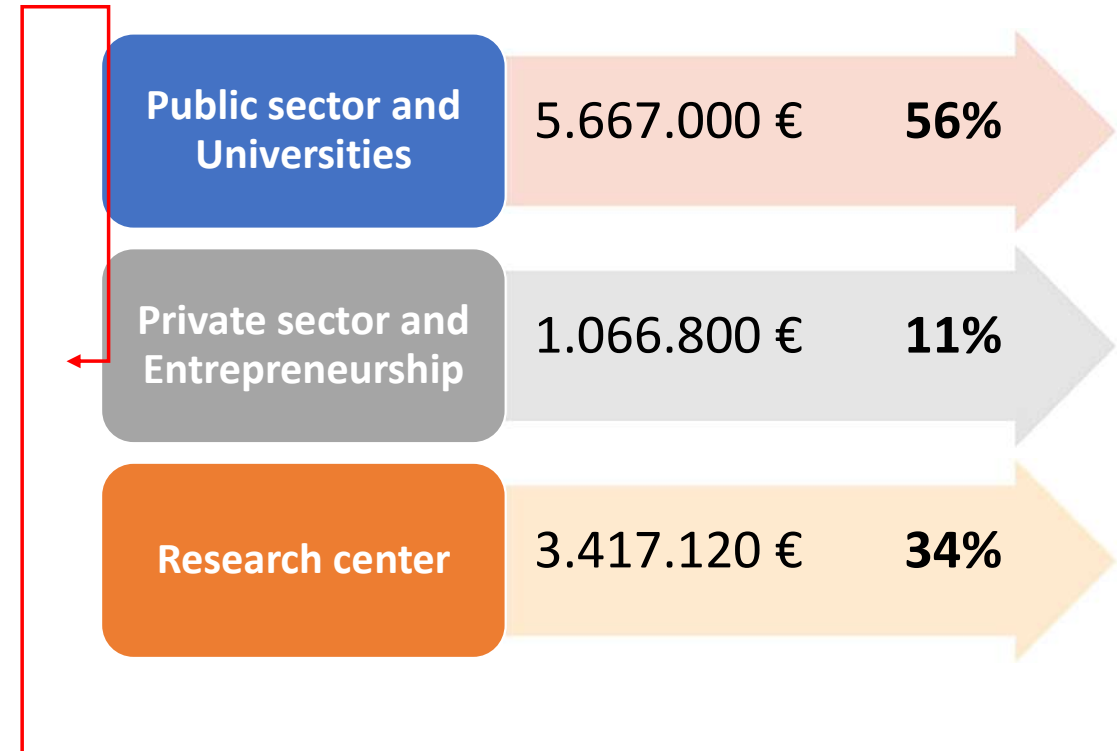 Public sector and
Universities
5.667.000 € 56%
Private sector and
Entrepreneurship
1.066.800 € 11%
Research center
3.417.120 € 34%